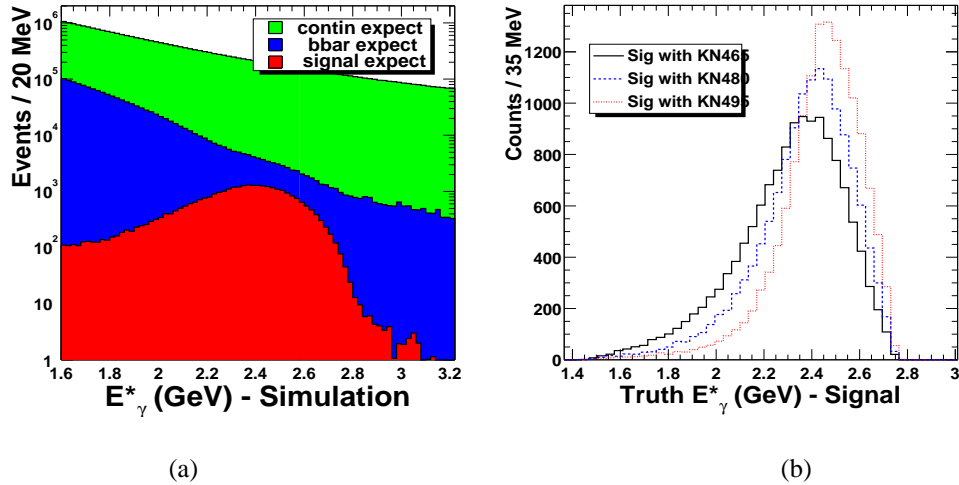 contin expect
bbar expect
signal expect
Events / 20 MeV
10^6
10^5
10^4
10^3
10^2
10
1
1.6 1.8 2 2.2 2.4 2.6 2.8 3 3.2
E*γ (GeV) - Simulation
(a)
Sig with KN465
Sig with KN480
Sig with KN495
Counts / 35 MeV
1200
1000
800
600
400
200
0
1.4 1.6 1.8 2 2.2 2.4 2.6 2.8 3
Truth E*γ (GeV) - Signal
(b)